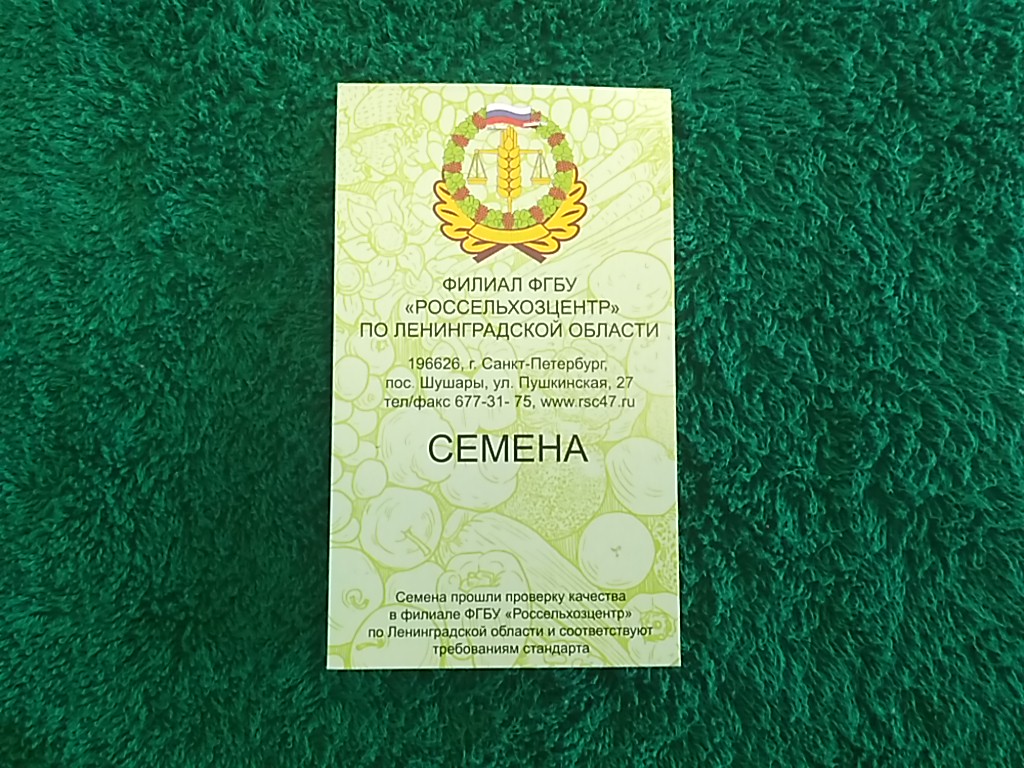 ФИЛИАЛ ФГБУ
«РОССЕЛЬХОЗЦЕНТР»
ПО ЛЕНИНГРАДСКОЙ ОБЛАСТИ
196626, г. Санкт-Петербург,
пос. Шушары, ул. Пушкинская, 27
тел/факс 677-31- 75, www.rsc47.ru
СЕМЕНА
Семена прошли проверку качества
в филиале ФГБУ «Россельхозцентр»
по Ленинградской области и соответствуют
требованиям стандарта